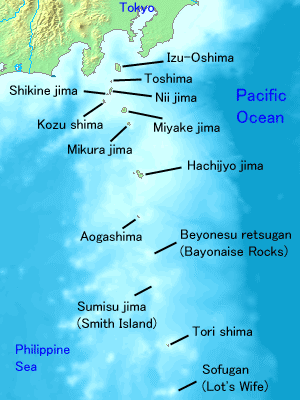 Tokyo
Izu-Oshima
Toshima
Shikine jima
Nii jima
Pacific
Ocean
Kozu shima
Miyake jima
Mikura jima
Hachijyo jima
Aogashima
Beyonesu retsugan
(Bayonaise Rocks)
Sumisu jima
(Smith Island)
Tori shima
Philippine
Sea
Sofugan
(Lot's Wife)